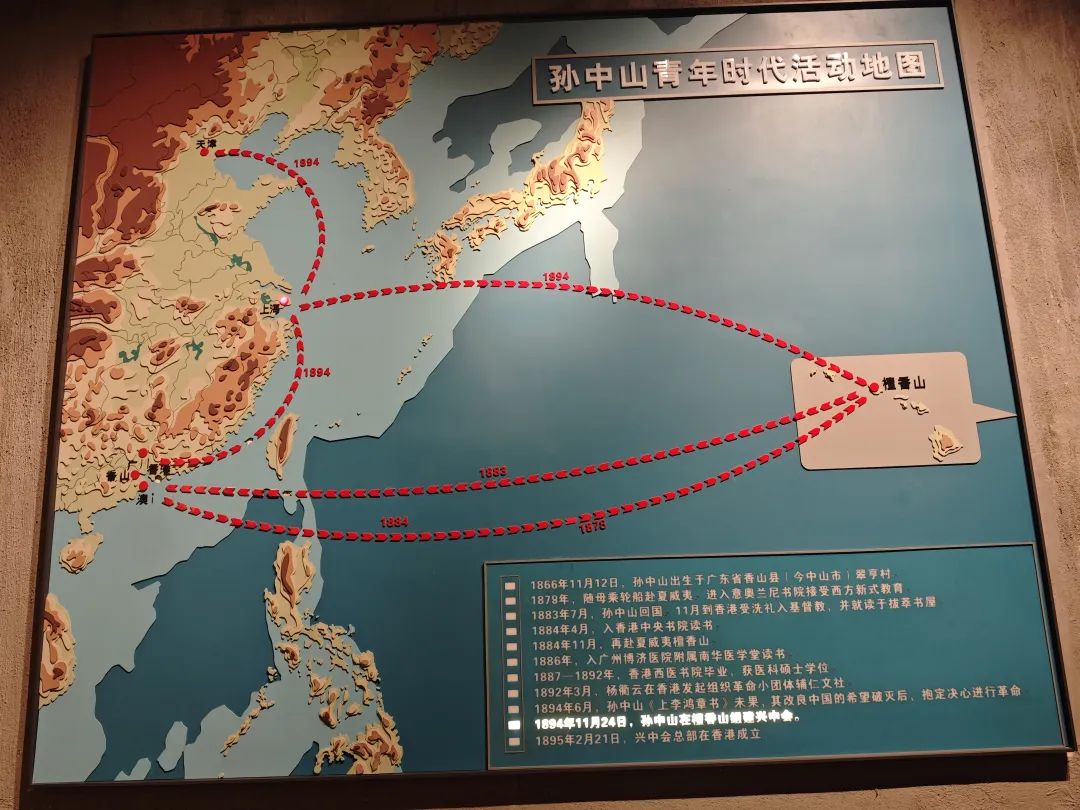 孙中山青年时代活动地图
天津
1894
1894
上海
1894
檀香山
香山
香港
澳门
1883
1884
1878
1866年11月12日，孙中山出生于广东省香山县（今中山市）翠亨村
1879年，随母乘轮船赴夏威夷，进入意奥兰尼书院接受西方新式教育
1883年7月，孙中山回国，11月到香港受洗礼入基督教，并就读于拔萃书屋
1884年4月，入香港中央书院读书
1884年11月，再赴夏威夷檀香山
1886年，入广州博济医院附属南华医学堂读书
1887—1892年，香港西医书院毕业，获医科硕士学位
1892年3月，杨衢云在香港发起组织革命小团体辅仁文社
1894年6月，孙中山《上李鸿章书》未果，其改良中国的希望破灭后，抱定决心进行革命
1894年11月24日，孙中山在檀香山组建兴中会。
1895年2月21日，兴中会总部在香港成立